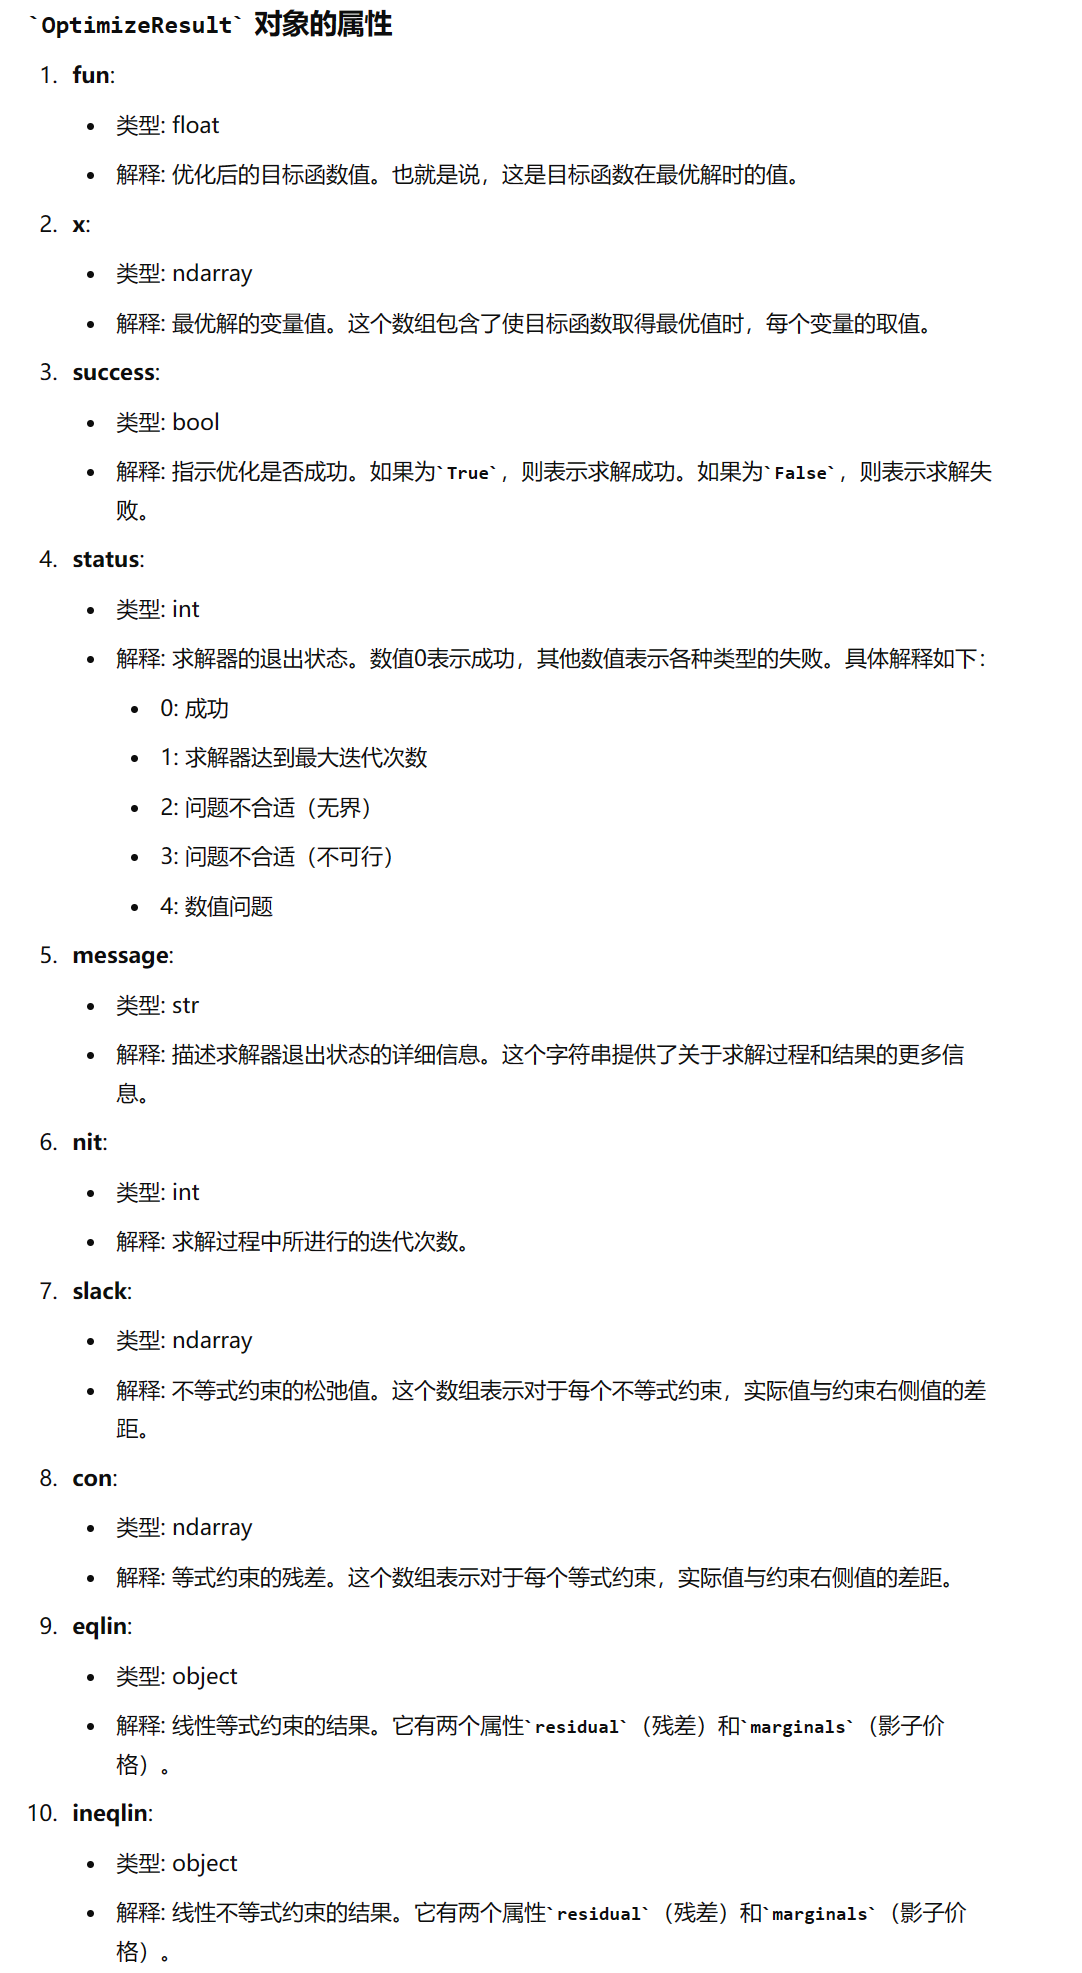 `OptimizeResult` 对象的属性
1. fun:
• 类型: float
• 解释: 优化后的目标函数值。也就是说，这是目标函数在最优解时的值。
2. x:
• 类型: ndarray
• 解释: 最优解的变量值。这个数组包含了使目标函数取得最优值时，每个变量的取值。
3. success:
• 类型: bool
• 解释: 指示优化是否成功。如果为`True`，则表示求解成功。如果为`False`，则表示求解失
败。
4. status:
• 类型: int
• 解释: 求解器的退出状态。数值0表示成功，其他数值表示各种类型的失败。具体解释如下：
• 0: 成功
• 1: 求解器达到最大迭代次数
• 2: 问题不合适（无界）
• 3: 问题不合适（不可行）
• 4: 数值问题
5. message:
• 类型: str
• 解释: 描述求解器退出状态的详细信息。这个字符串提供了关于求解过程和结果的更多信
息。
6. nit:
• 类型: int
• 解释: 求解过程中所进行的迭代次数。
7. slack:
• 类型: ndarray
• 解释: 不等式约束的松弛值。这个数组表示对于每个不等式约束，实际值与约束右侧值的差
距。
8. con:
• 类型: ndarray
• 解释: 等式约束的残差。这个数组表示对于每个等式约束，实际值与约束右侧值的差距。
9. eqlin:
• 类型: object
• 解释: 线性等式约束的结果。它有两个属性`residual`（残差）和`marginals`（影子价
格）。
10. ineqlin:
• 类型: object
• 解释: 线性不等式约束的结果。它有两个属性`residual`（残差）和`marginals`（影子价
格）。